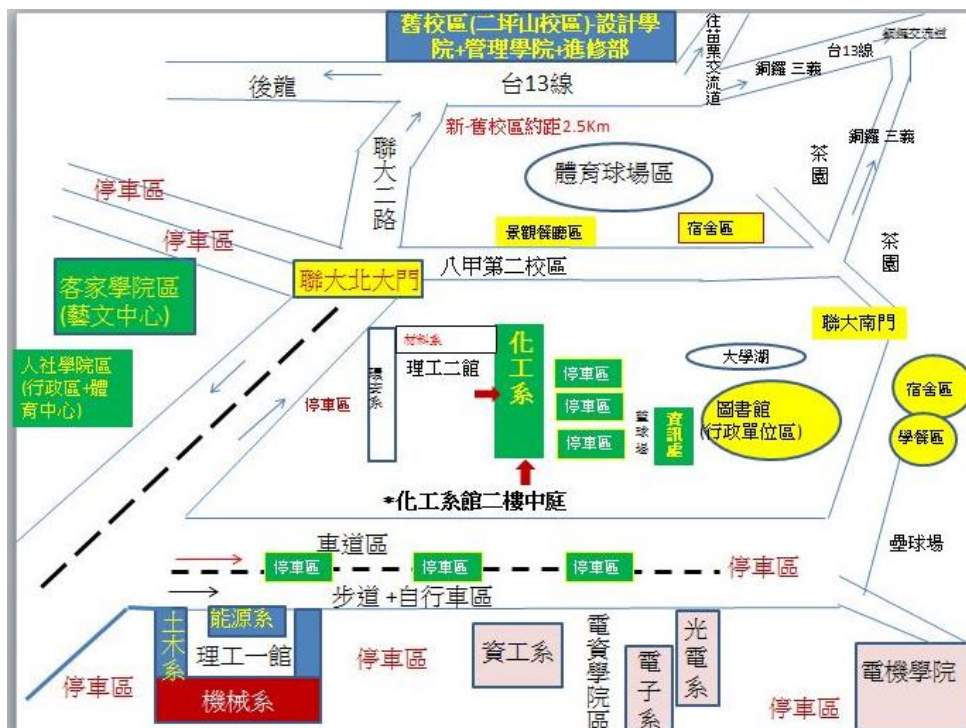 舊校區(二坪山校區)-設計學
院+管理學院+進修部
往苗栗交流道
銅鑼交流道
台13線
銅鑼 三義
後龍
台13線
新-舊校區約距2.5Km
銅鑼 三義
聯大二路
體育球場區
茶園
停車區
停車區
景觀餐廳區
宿舍區
茶園
八甲第二校區
聯大北大門
客家學院區
(藝文中心)
聯大南門
材料系
化工系
大學湖
理工二館
人社學院區
(行政區+體
育中心)
停車區
停車區
停車區
停車區
資訊處
圖書館
(行政單位區)
宿舍區
學餐區
*化工系館二樓中庭
壘球場
車道區
停車區
停車區
停車區
停車區
步道 +自行車區
土木系
能源系
理工一館
機械系
停車區
停車區
資工系
電資學院區
電子系
光電系
停車區
電機學院